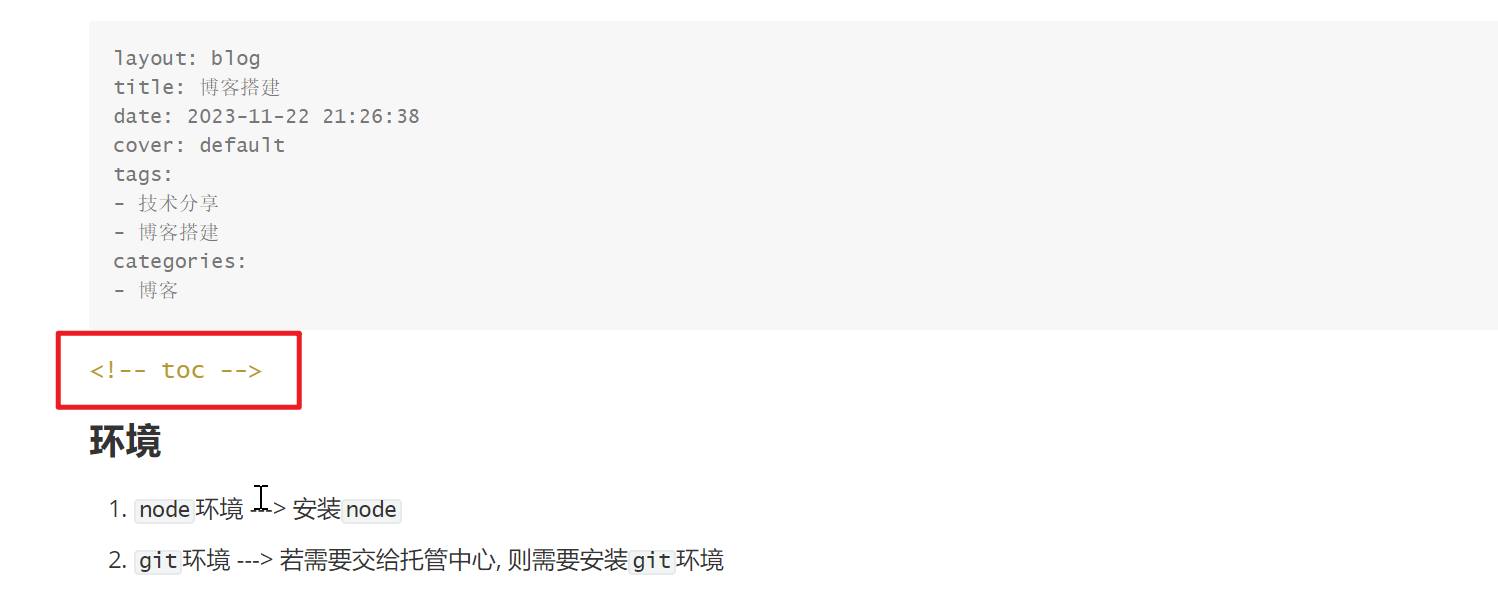 layout: blog
title: 博客搭建
date: 2023-11-22 21:26:38
cover: default
tags:
- 技术分享
- 博客搭建
categories:
- 博客
<!-- toc -->
环境
1. node环境 ---> 安装node
2. git环境 ---> 若需要交给托管中心, 则需要安装git环境